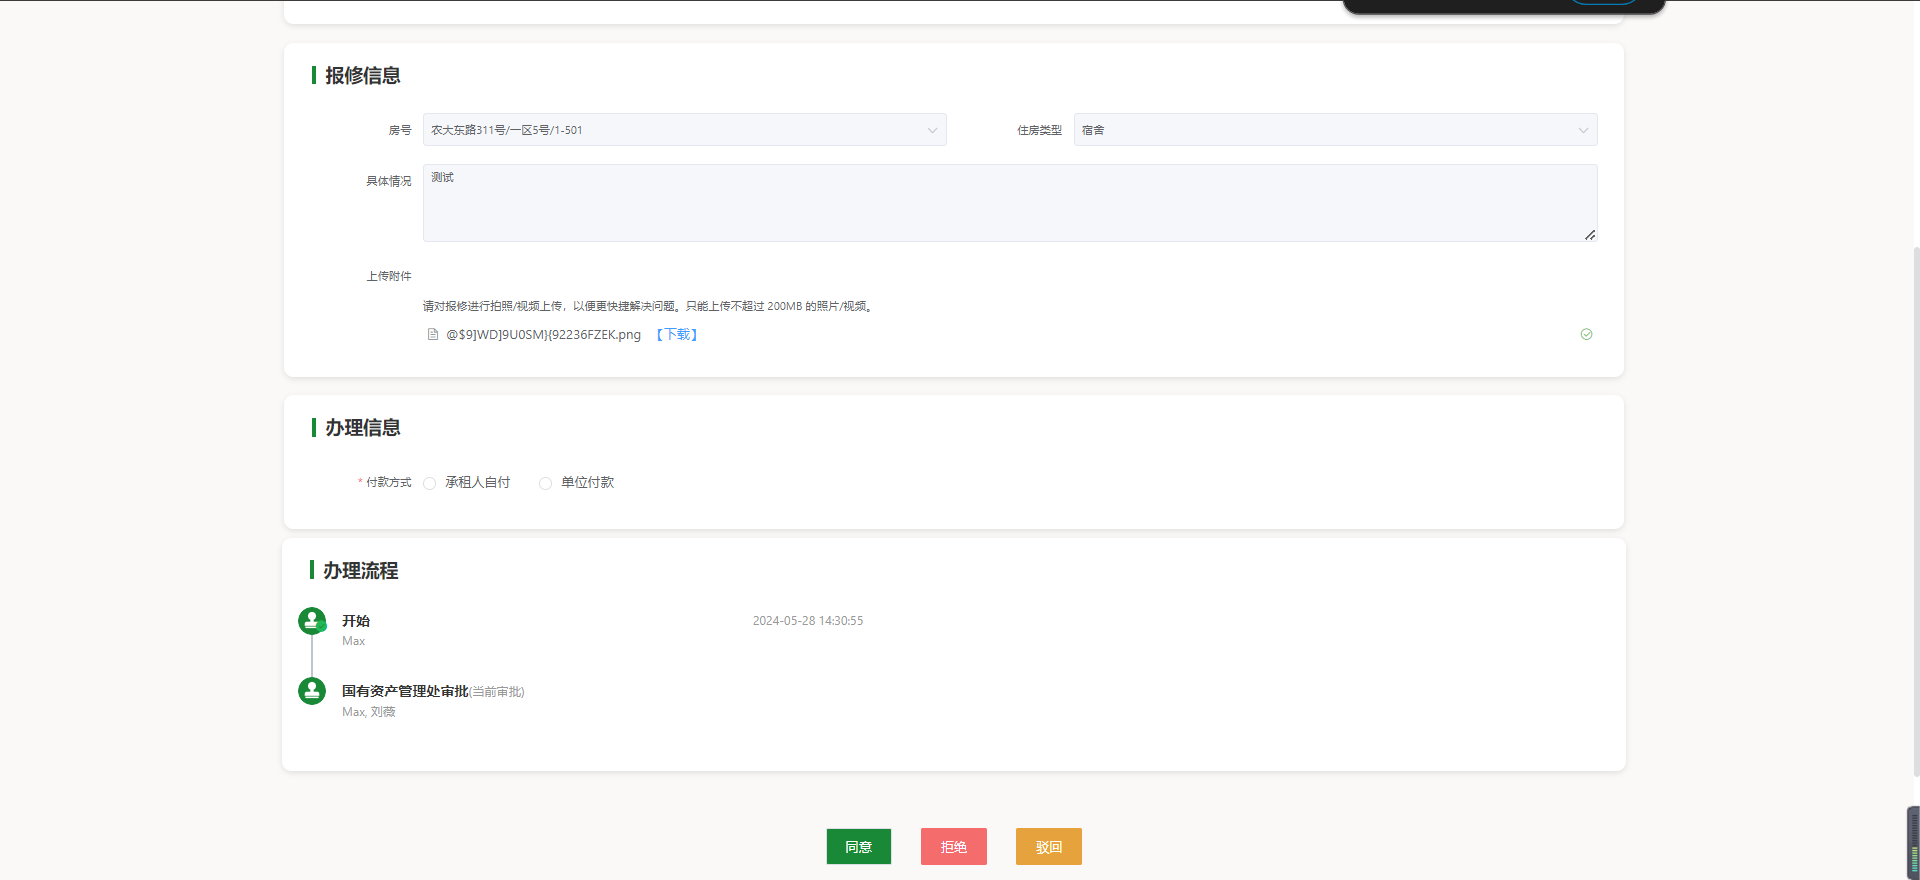 报修信息
房号 农大东路311号/一区5号/1-501 住房类型 宿舍
具体情况 测试
上传附件
请对报修进行拍照/视频上传，以便更快捷解决问题。只能上传不超过 200MB 的照片/视频。
@$9]WD]9U0SM}{92236FZEK.png 【下载】
办理信息
* 付款方式 承租人自付 单位付款
办理流程
开始 2024-05-28 14:30:55
Max
国有资产管理处审批(当前审批)
Max, 刘薇
同意 拒绝 驳回